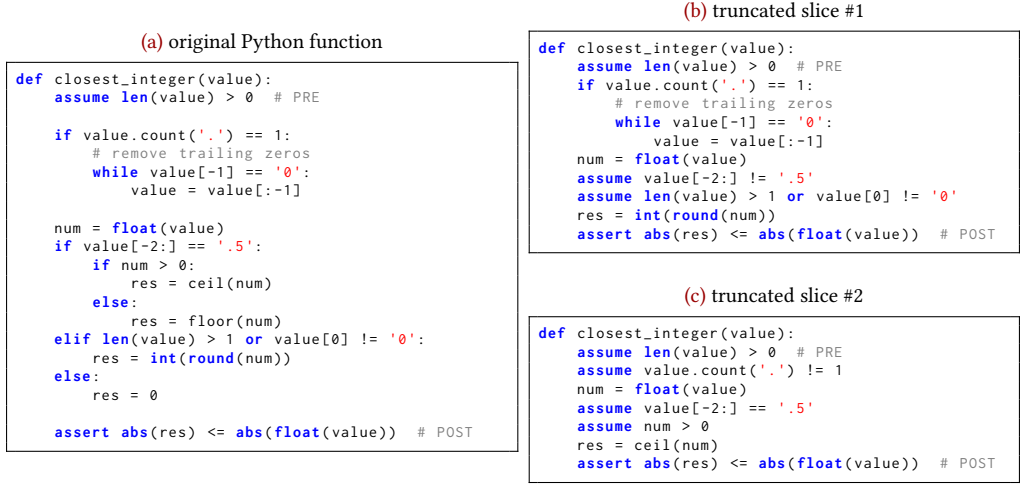 (a) original Python function
def closest_integer(value):
    assume len(value) > 0  # PRE

    if value.count('.') == 1:
        # remove trailing zeros
        while value[-1] == '0':
            value = value[:-1]

    num = float(value)
    if value[-2:] == '.5':
        if num > 0:
            res = ceil(num)
        else:
            res = floor(num)
    elif len(value) > 1 or value[0] != '0':
        res = int(round(num))
    else:
        res = 0

    assert abs(res) <= abs(float(value))  # POST
(b) truncated slice #1
def closest_integer(value):
    assume len(value) > 0  # PRE
    if value.count('.') == 1:
        # remove trailing zeros
        while value[-1] == '0':
            value = value[:-1]
    num = float(value)
    assume value[-2:] != '.5'
    assume len(value) > 1 or value[0] != '0'
    res = int(round(num))
    assert abs(res) <= abs(float(value))  # POST
(c) truncated slice #2
def closest_integer(value):
    assume len(value) > 0  # PRE
    assume value.count('.') != 1
    num = float(value)
    assume value[-2:] == '.5'
    assume num > 0
    res = ceil(num)
    assert abs(res) <= abs(float(value))  # POST